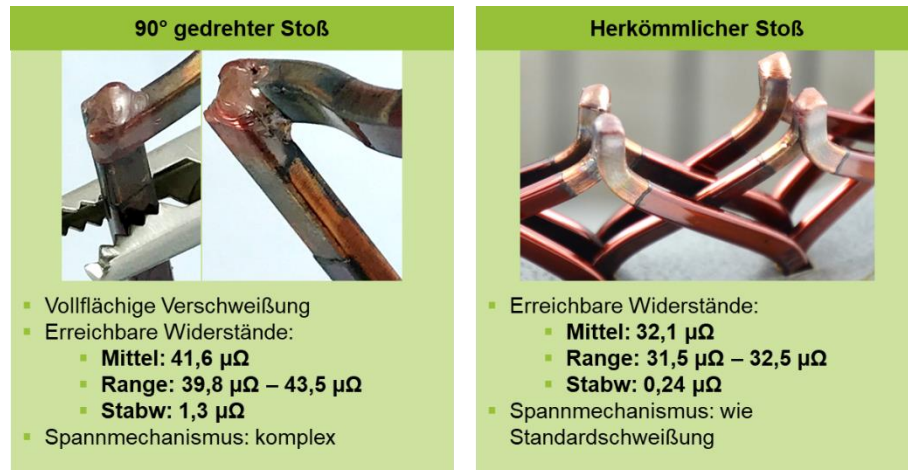 90° gedrehter Stoß
Vollflächige Verschweißung
Erreichbare Widerstände:
Mittel: 41,6 µΩ
Range: 39,8 µΩ – 43,5 µΩ
Stabw: 1,3 µΩ
Spannmechanismus: komplex
Herkömmlicher Stoß
Erreichbare Widerstände:
Mittel: 32,1 µΩ
Range: 31,5 µΩ – 32,5 µΩ
Stabw: 0,24 µΩ
Spannmechanismus: wie
Standardschweißung